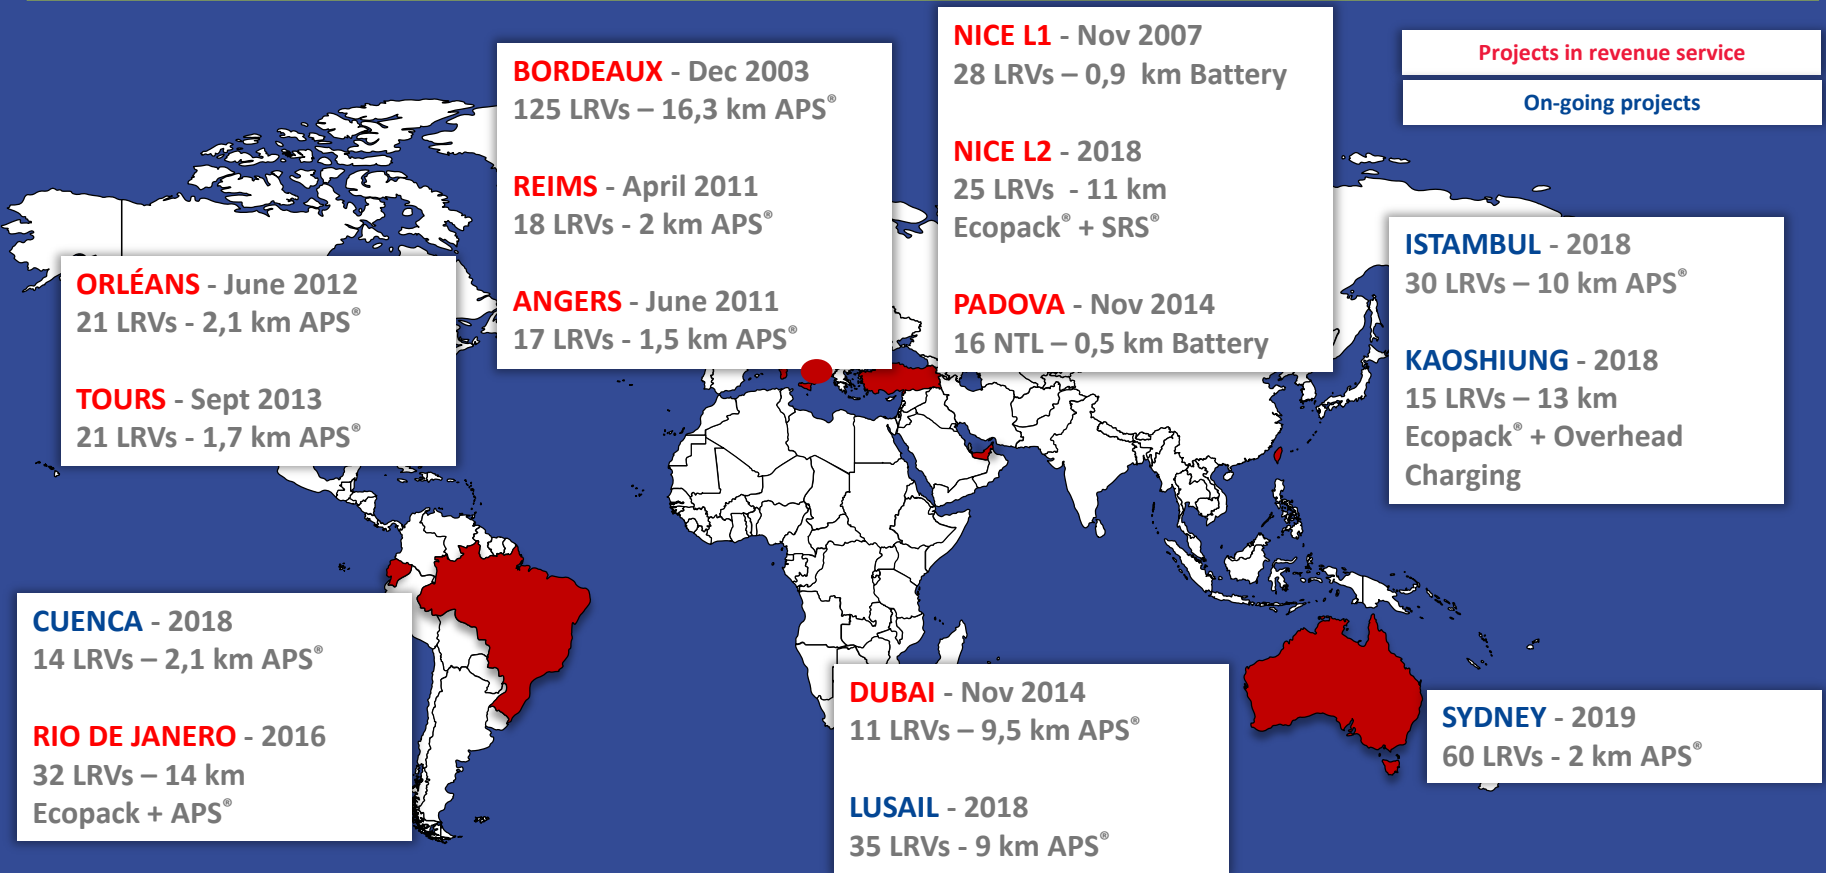 BORDEAUX - Dec 2003
125 LRVs – 16,3 km APS®
REIMS - April 2011
18 LRVs - 2 km APS®
ANGERS - June 2011
17 LRVs - 1,5 km APS®
NICE L1 - Nov 2007
28 LRVs – 0,9 km Battery
NICE L2 - 2018
25 LRVs - 11 km
Ecopack® + SRS®
PADOVA - Nov 2014
16 NTL – 0,5 km Battery
Projects in revenue service
On-going projects
ORLÉANS - June 2012
21 LRVs - 2,1 km APS®
TOURS - Sept 2013
21 LRVs - 1,7 km APS®
ISTAMBUL - 2018
30 LRVs – 10 km APS®
KAOSHIUNG - 2018
15 LRVs – 13 km
Ecopack® + Overhead
Charging
CUENCA - 2018
14 LRVs – 2,1 km APS®
RIO DE JANERO - 2016
32 LRVs – 14 km
Ecopack + APS®
DUBAI - Nov 2014
11 LRVs – 9,5 km APS®
LUSAIL - 2018
35 LRVs - 9 km APS®
SYDNEY - 2019
60 LRVs - 2 km APS®